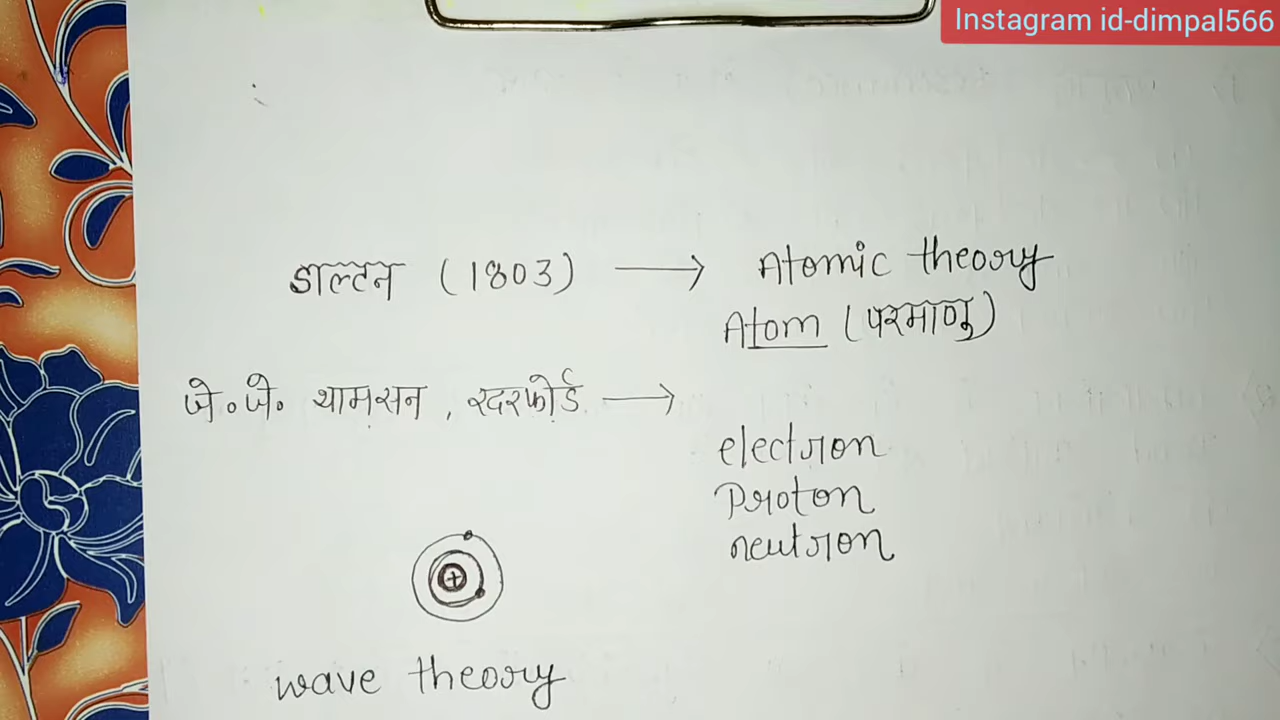 Instagram id-dimpal566
डाल्टन (1803) → Atomic theory
Atom (परमाणु)
जे॰जे॰ थामसन, रदरफोर्ड →
electron
Proton
neutron
+
wave theory